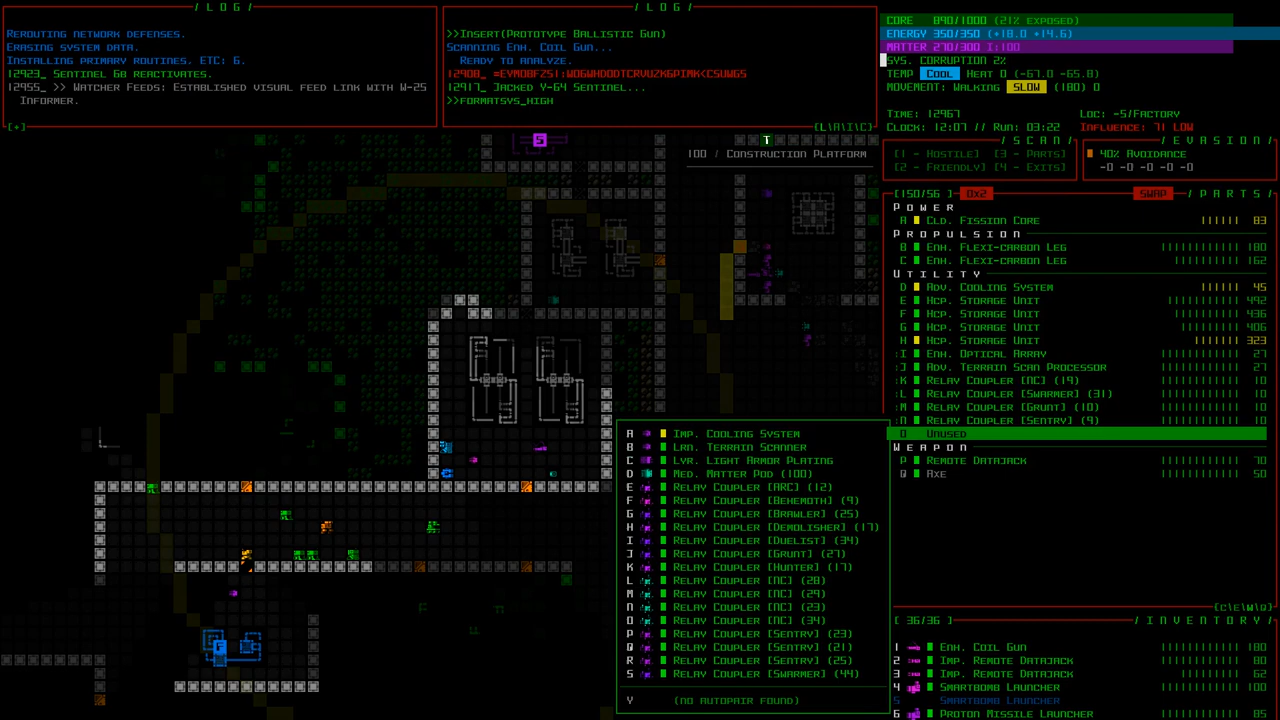 / L O G /
Rerouting network defenses.
Erasing system data.
Installing primary routines. ETC: 6.
12923_ Sentinel 68 reactivates.
12955_ >> Watcher Feeds: Established visual feed link with W-25
Informer.
[+]
/ L O G /
>>Insert(Prototype Ballistic Gun)
Scanning Enh. Coil Gun...
Ready to analyze.
12917_ Jacked Y-64 Sentinel...
>>FORMATSYS_HIGH
[L\A\I\C]
CORE 890/1000 (21% EXPOSED)
ENERGY 350/350 (+18.0 +14.6)
MATTER 270/300 I:100
SYS. CORRUPTION 2%
TEMP Cool Heat 0 (-67.0 -65.8)
MOVEMENT: Walking SLOW (180) 0
Time: 12967
Loc: -5/Factory
Clock: 12:07 // Run: 03:22
Influence: 71 LOW
/ S C A N /
[1 - Hostile] [3 - Parts]
[2 - Friendly] [4 - Exits]
/ E V A S I O N /
40% Avoidance
-0 -0 -0 -0 -0
S
T
100 / Construction Platform
[150/56 ] 0x2 SWAP / P A R T S /
P o w e r
A Cld. Fission Core 83
P r o p u l s i o n
B Enh. Flexi-carbon Leg 180
C Enh. Flexi-carbon Leg 162
U t i l i t y
D Adv. Cooling System 45
E Hcp. Storage Unit 492
F Hcp. Storage Unit 436
G Hcp. Storage Unit 406
H Hcp. Storage Unit 323
:I Enh. Optical Array 27
:J Adv. Terrain Scan Processor 27
:K Relay Coupler [NC] (19) 10
:L Relay Coupler [Swarmer] (31) 10
:M Relay Coupler [Grunt] (10) 10
:N Relay Coupler [Sentry] (9) 10
O Unused
W e a p o n
P Remote Datajack 70
Q Axe 50
[C\E\W\Q]
A Imp. Cooling System
B Lrn. Terrain Scanner
C Lyr. Light Armor Plating
D Med. Matter Pod (100)
E Relay Coupler [ARC] (12)
F Relay Coupler [Behemoth] (9)
G Relay Coupler [Brawler] (25)
H Relay Coupler [Demolisher] (17)
I Relay Coupler [Duelist] (34)
J Relay Coupler [Grunt] (27)
K Relay Coupler [Hunter] (17)
L Relay Coupler [NC] (28)
M Relay Coupler [NC] (29)
N Relay Coupler [NC] (23)
O Relay Coupler [NC] (34)
P Relay Coupler [Sentry] (23)
Q Relay Coupler [Sentry] (21)
R Relay Coupler [Sentry] (25)
S Relay Coupler [Swarmer] (44)
Y (no autopair found)
F
[ 36/36 ] / I N V E N T O R Y /
1 Enh. Coil Gun 180
2 Imp. Remote Datajack 80
3 Imp. Remote Datajack 62
4 Smartbomb Launcher 100
5 Smartbomb Launcher
6 Proton Missile Launcher 85